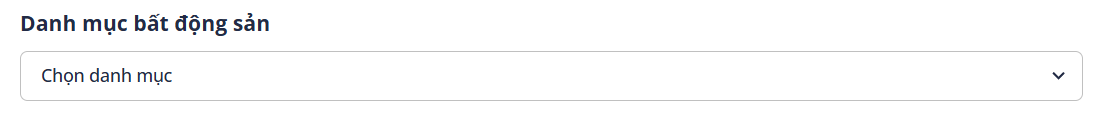 Danh mục bất động sản
Chọn danh mục